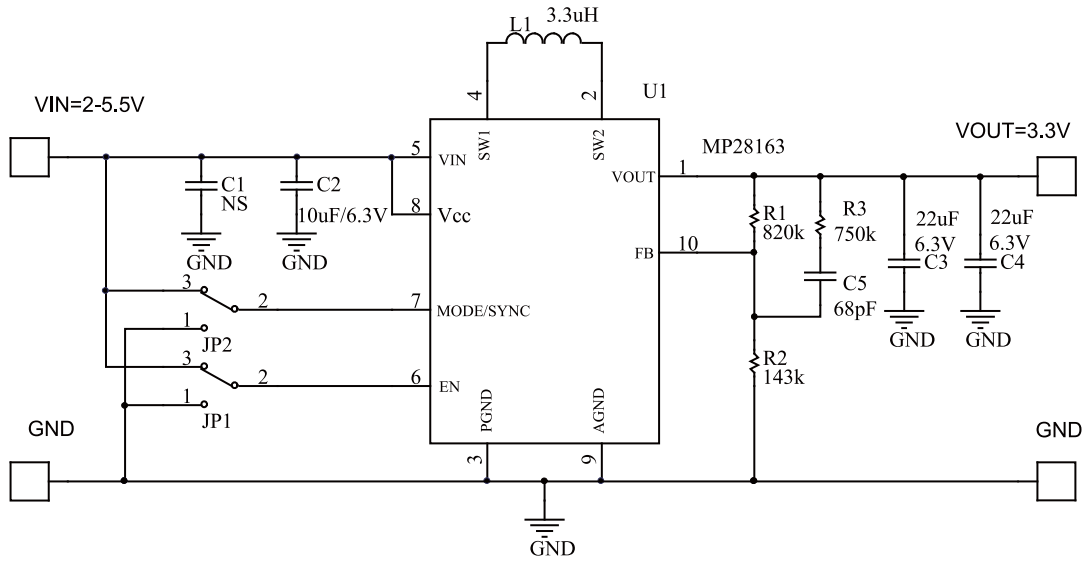 L1 3.3uH
4
2
U1
VIN=2-5.5V
SW1
SW2
MP28163
VOUT=3.3V
5
VIN
VOUT
1
C1
NS
C2
10uF/6.3V
8
Vcc
R1
820k
R3
750k
22uF
6.3V
C3
22uF
6.3V
C4
GND
GND
FB
10
C5
68pF
3
2
7
MODE/SYNC
1
JP2
GND
GND
3
2
6
EN
R2
143k
1
JP1
PGND
AGND
GND
GND
3
9
GND